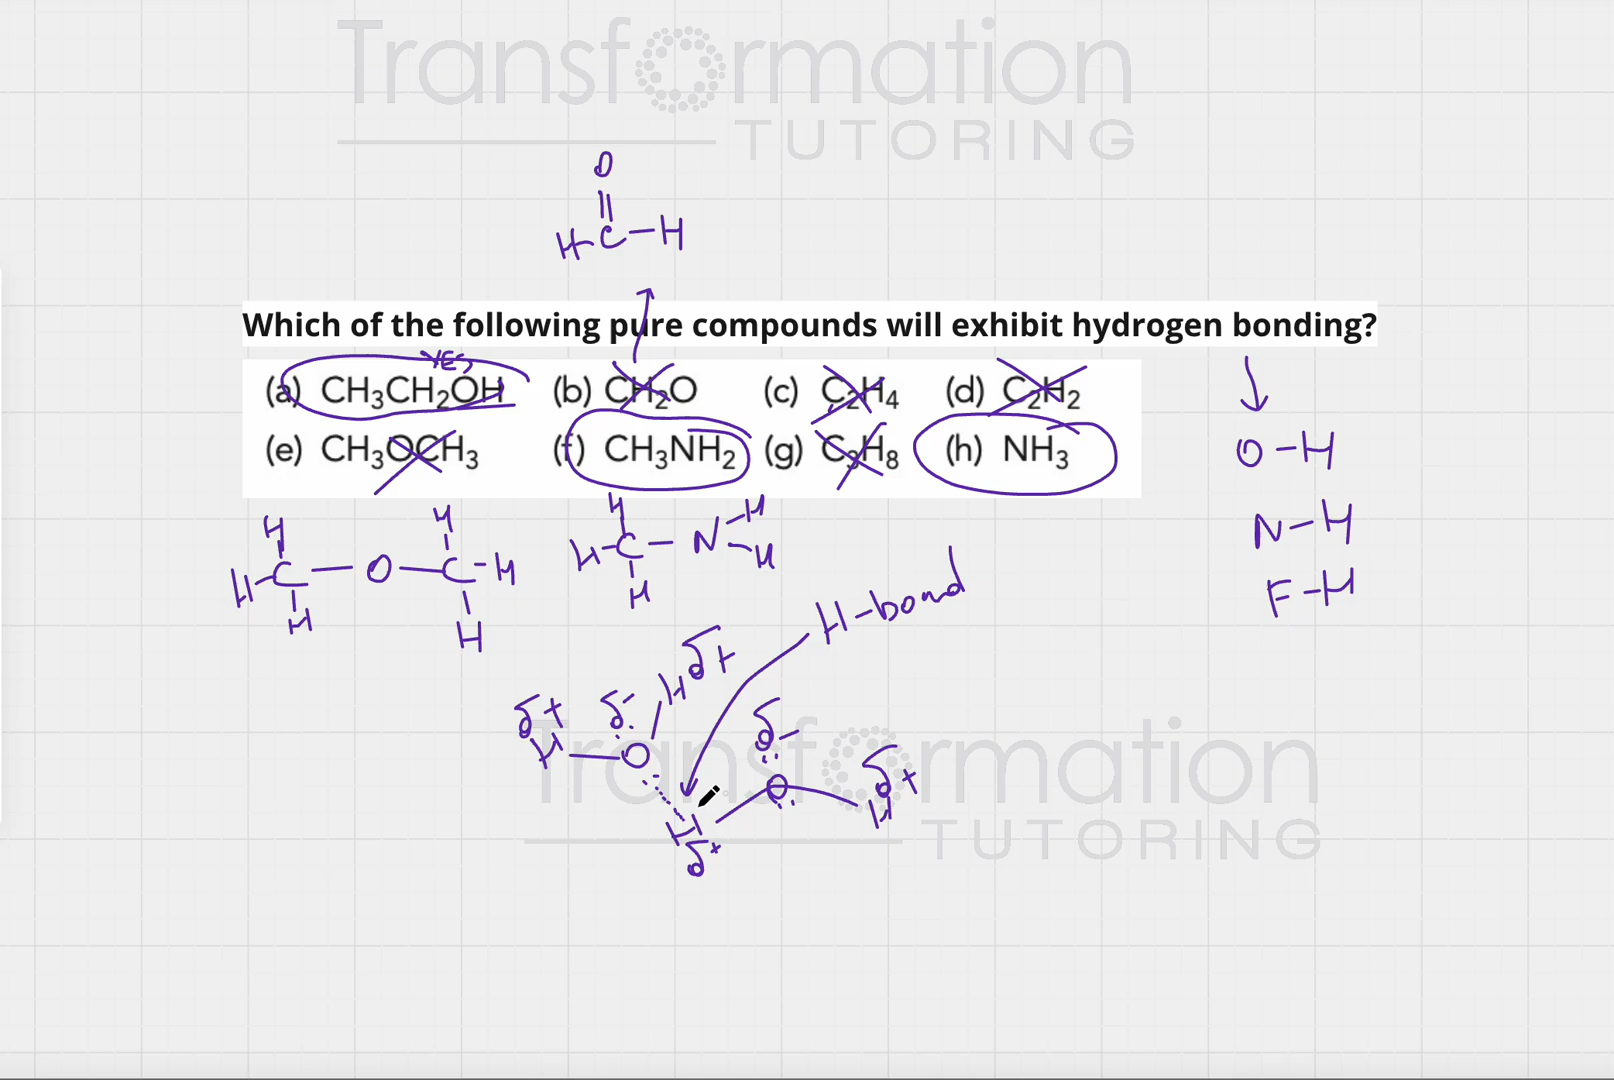 Transformation
TUTORING
O
H C - H
Which of the following pure compounds will exhibit hydrogen bonding?
YES
(a) CH3CH2OH (b) CH2O (c) C2H4 (d) C2H2
(e) CH3OCH3 (f) CH3NH2 (g) C3H8 (h) NH3
O - H
N - H
F - H
H H H H
H - C - O - C - H H - C - N - H
H H H
H-bond
δ+ δ- H δ+
H - O δ-
O δ+
H H
δ+
Transformation
TUTORING